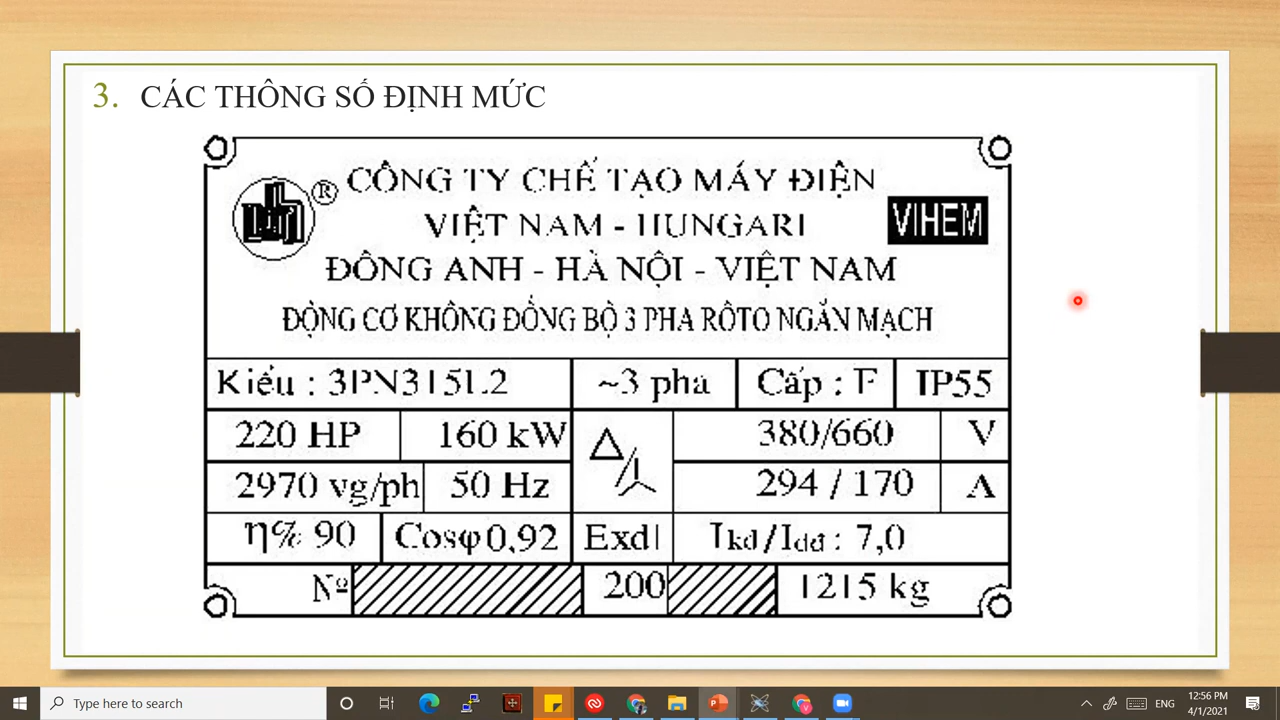 3. CÁC THÔNG SỐ ĐỊNH MỨC
® CÔNG TY CHẾ TẠO MÁY ĐIỆN
VIỆT NAM - HUNGARI
VIHEM
ĐÔNG ANH - HÀ NỘI - VIỆT NAM
ĐỘNG CƠ KHÔNG ĐỒNG BỘ 3 PHA RÔTO NGẮN MẠCH
Kiểu : 3PN315L2 ~3 pha Cấp : F IP55
220 HP 160 kW Δ/Y 380/660 V
2970 vg/ph 50 Hz 294 / 170 A
η% 90 Cosφ 0,92 ExdI Ikđ/Idđ : 7,0
Nº 200 1215 kg
Type here to search
ENG
12:56 PM
4/1/2021